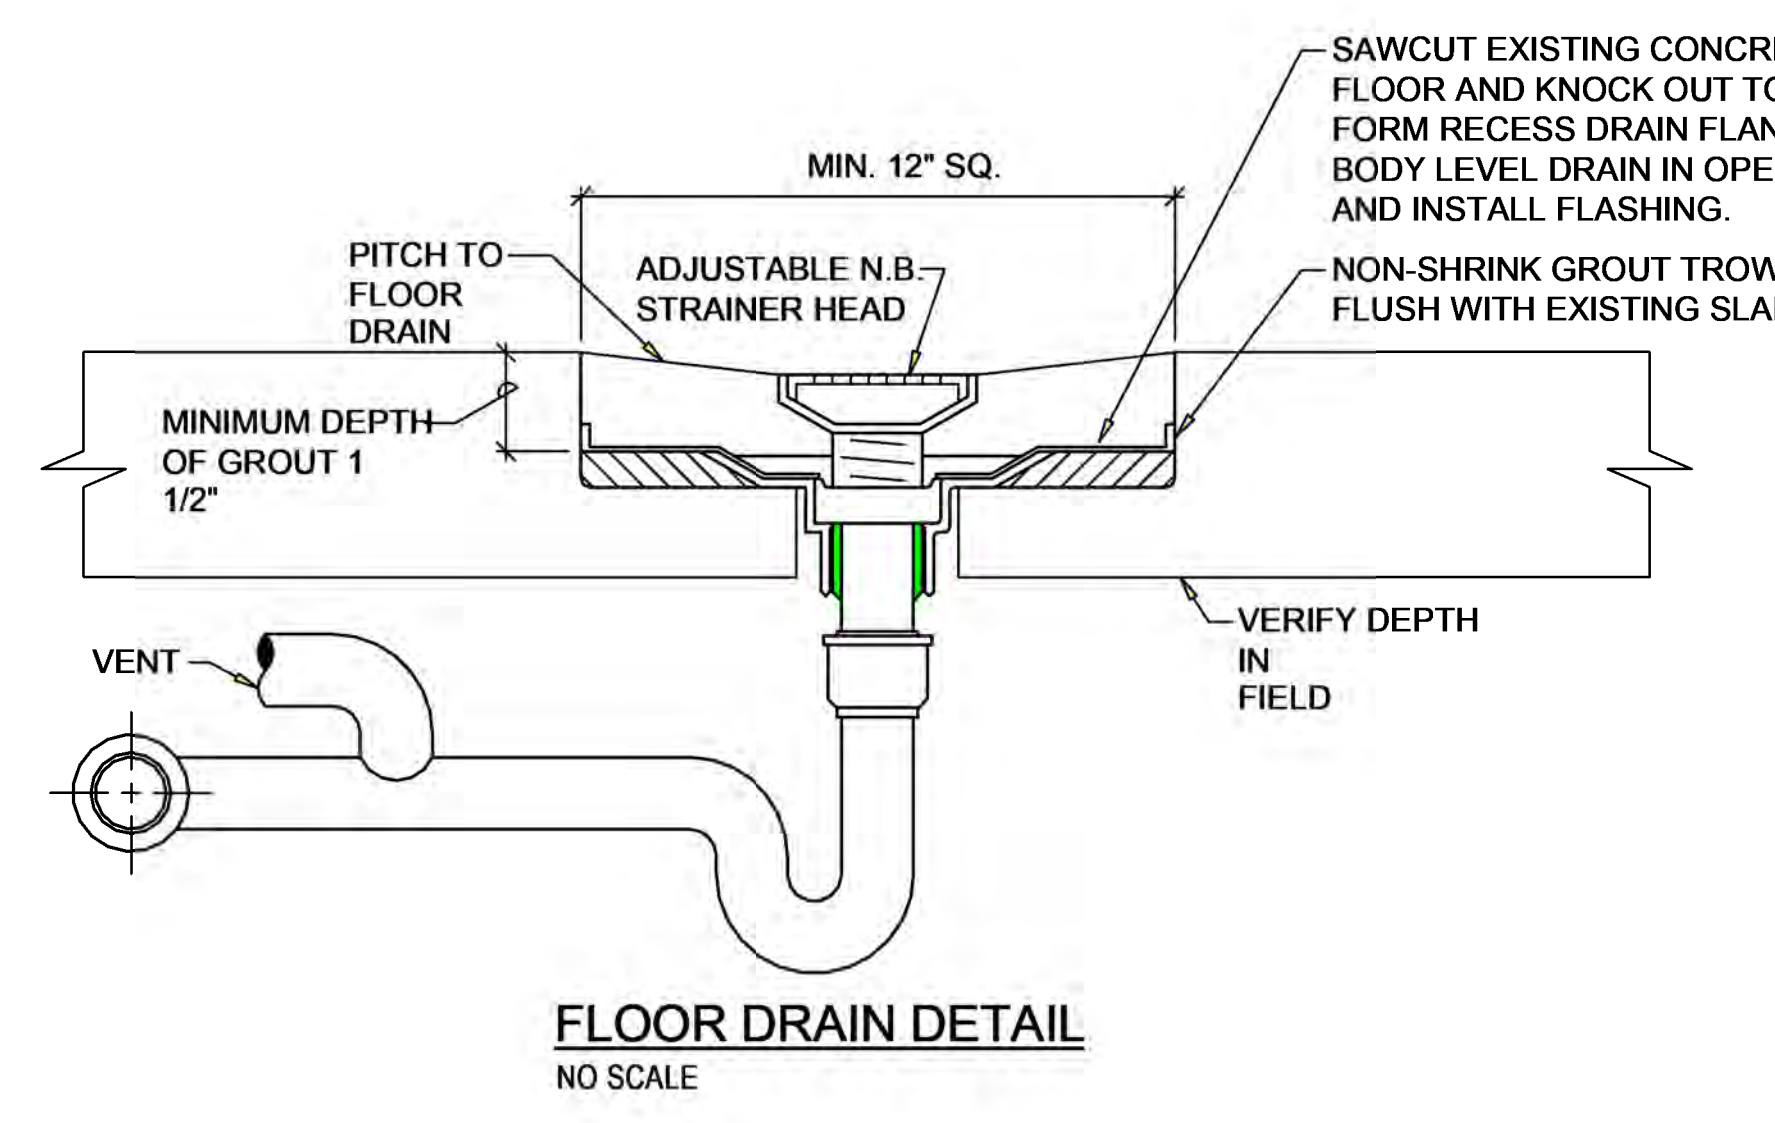 SAWCUT EXISTING CONCR
FLOOR AND KNOCK OUT TO
FORM RECESS DRAIN FLAN
BODY LEVEL DRAIN IN OPE
AND INSTALL FLASHING.
MIN. 12" SQ.
PITCH TO
FLOOR
DRAIN
ADJUSTABLE N.B.
STRAINER HEAD
NON-SHRINK GROUT TROW
FLUSH WITH EXISTING SLA
MINIMUM DEPTH
OF GROUT 1
1/2"
VERIFY DEPTH
IN
FIELD
VENT
FLOOR DRAIN DETAIL
NO SCALE